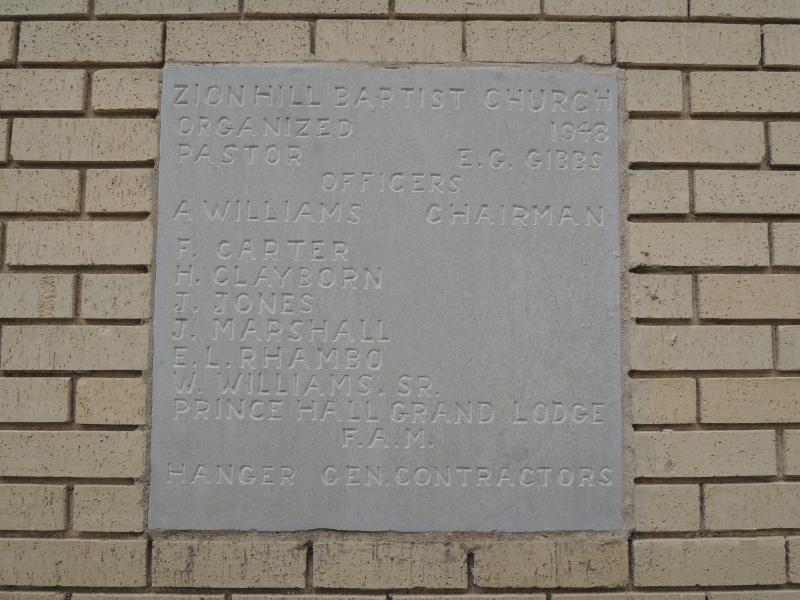 ZION HILL BAPTIST CHURCH
ORGANIZED 1948
PASTOR E. G. GIBBS
OFFICERS
A WILLIAMS CHAIRMAN
F. CARTER
H. CLAYBORN
J. JONES
J. MARSHALL
E. L. RHAMBO
W. WILLIAMS. SR.
PRINCE HALL GRAND LODGE
F. A. M.
HANGER GEN. CONTRACTORS